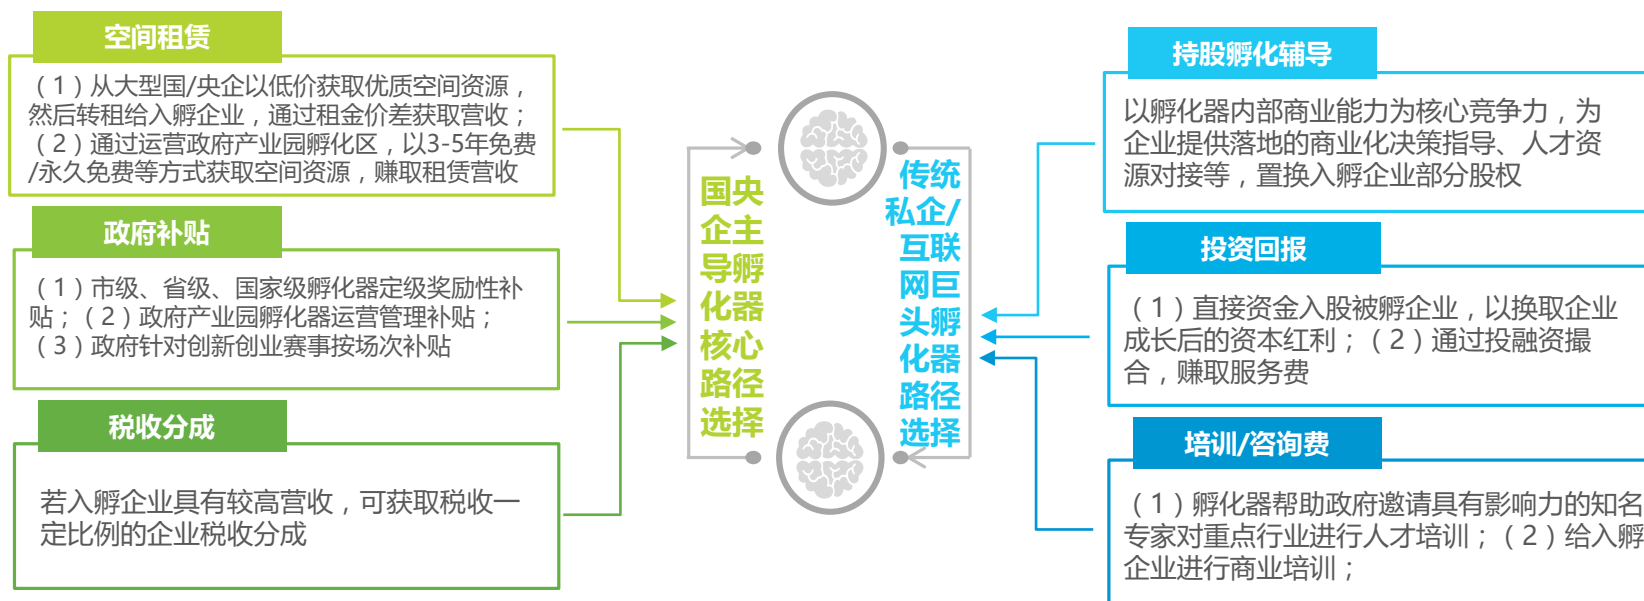 空间租赁
（1）从大型国/央企以低价获取优质空间资源，
然后转租给入孵企业，通过租金价差获取营收；
（2）通过运营政府产业园孵化区，以3-5年免费
/永久免费等方式获取空间资源，赚取租赁营收
政府补贴
（1）市级、省级、国家级孵化器定级奖励性补
贴；（2）政府产业园孵化器运营管理补贴；
（3）政府针对创新创业赛事按场次补贴
税收分成
若入孵企业具有较高营收，可获取税收一
定比例的企业税收分成
国央
企主
导孵
化器
核心
路径
选择
传统
私企/
互联
网巨
头孵
化器
路径
选择
持股孵化辅导
以孵化器内部商业能力为核心竞争力，为
企业提供落地的商业化决策指导、人才资
源对接等，置换入孵企业部分股权
投资回报
（1）直接资金入股被孵企业，以换取企业
成长后的资本红利；（2）通过投融资撮
合，赚取服务费
培训/咨询费
（1）孵化器帮助政府邀请具有影响力的知名
专家对重点行业进行人才培训；（2）给入孵
企业进行商业培训；